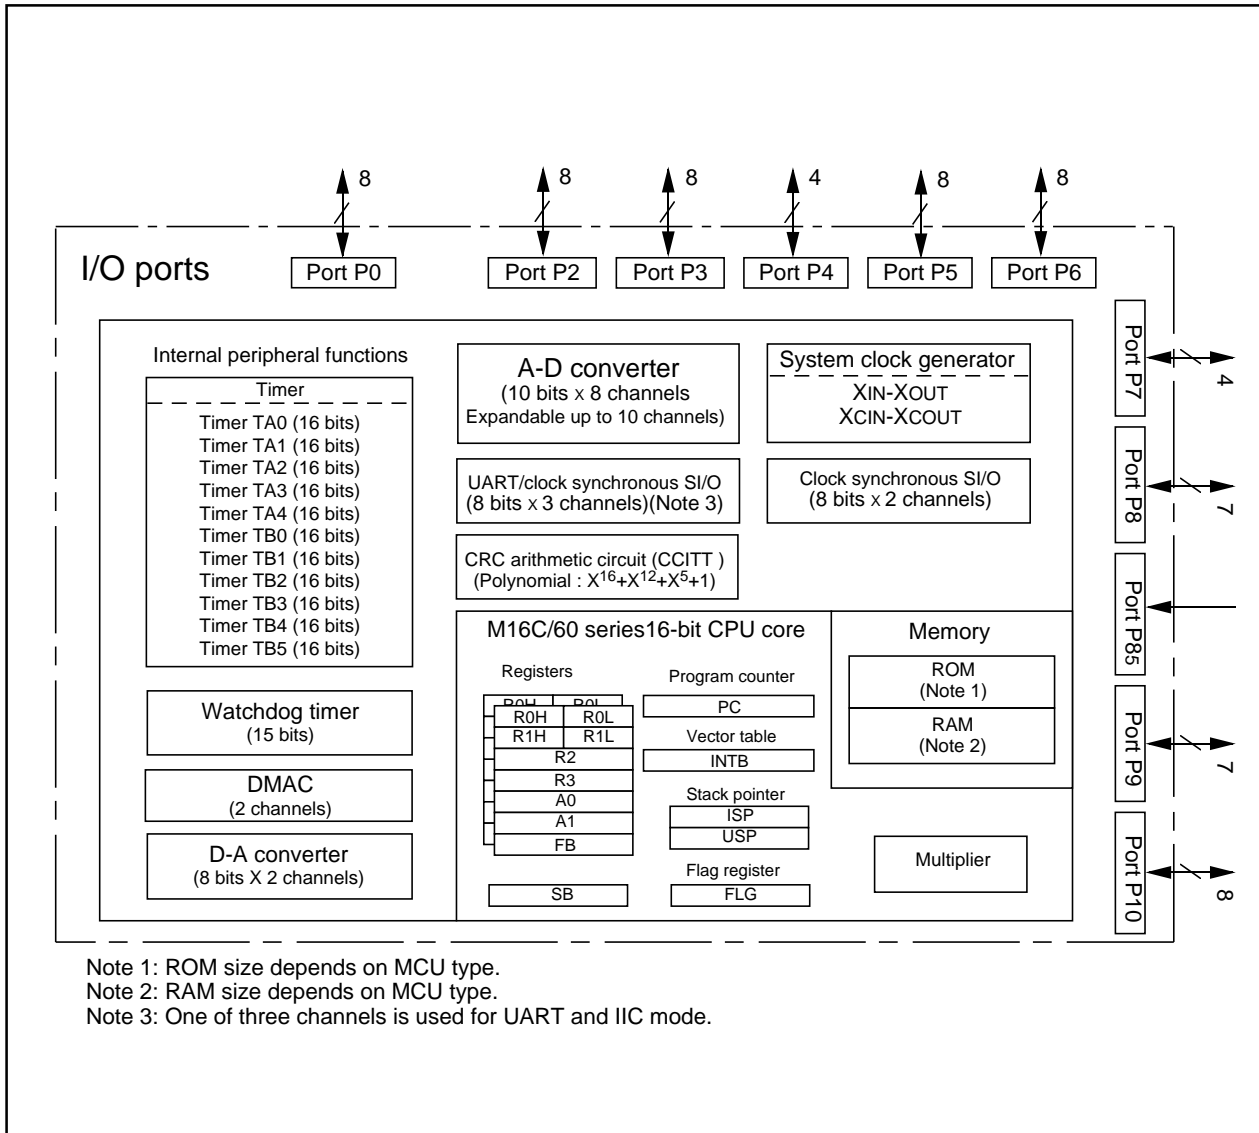 8
8
8
4
8
8
I/O ports
Port P0
Port P2
Port P3
Port P4
Port P5
Port P6
Port P7
4
Port P8
7
Port P85
Port P9
7
Port P10
8
Internal peripheral functions
Timer
Timer TA0 (16 bits)
Timer TA1 (16 bits)
Timer TA2 (16 bits)
Timer TA3 (16 bits)
Timer TA4 (16 bits)
Timer TB0 (16 bits)
Timer TB1 (16 bits)
Timer TB2 (16 bits)
Timer TB3 (16 bits)
Timer TB4 (16 bits)
Timer TB5 (16 bits)
Watchdog timer
(15 bits)
DMAC
(2 channels)
D-A converter
(8 bits X 2 channels)
A-D converter
(10 bits x 8 channels
Expandable up to 10 channels)
System clock generator
XIN-XOUT
XCIN-XCOUT
UART/clock synchronous SI/O
(8 bits x 3 channels)(Note 3)
Clock synchronous SI/O
(8 bits x 2 channels)
CRC arithmetic circuit (CCITT )
(Polynomial : X¹⁶+X¹²+X⁵+1)
M16C/60 series16-bit CPU core
Registers
R0H R0L
R0H R0L
R1H R1L
R2
R3
A0
A1
FB
SB
Program counter
PC
Vector table
INTB
Stack pointer
ISP
USP
Flag register
FLG
Memory
ROM
(Note 1)
RAM
(Note 2)
Multiplier
Note 1: ROM size depends on MCU type.
Note 2: RAM size depends on MCU type.
Note 3: One of three channels is used for UART and IIC mode.